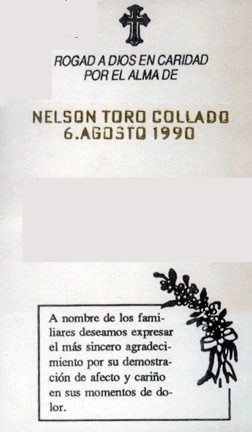 ROGAD A DIOS EN CARIDAD
POR EL ALMA DE
NELSON TORO COLLADO
6.AGOSTO 1990
A nombre de los fami-
liares deseamos expresar
el más sincero agradeci-
miento por su demostra-
ción de afecto y cariño
en sus momentos de do-
lor.